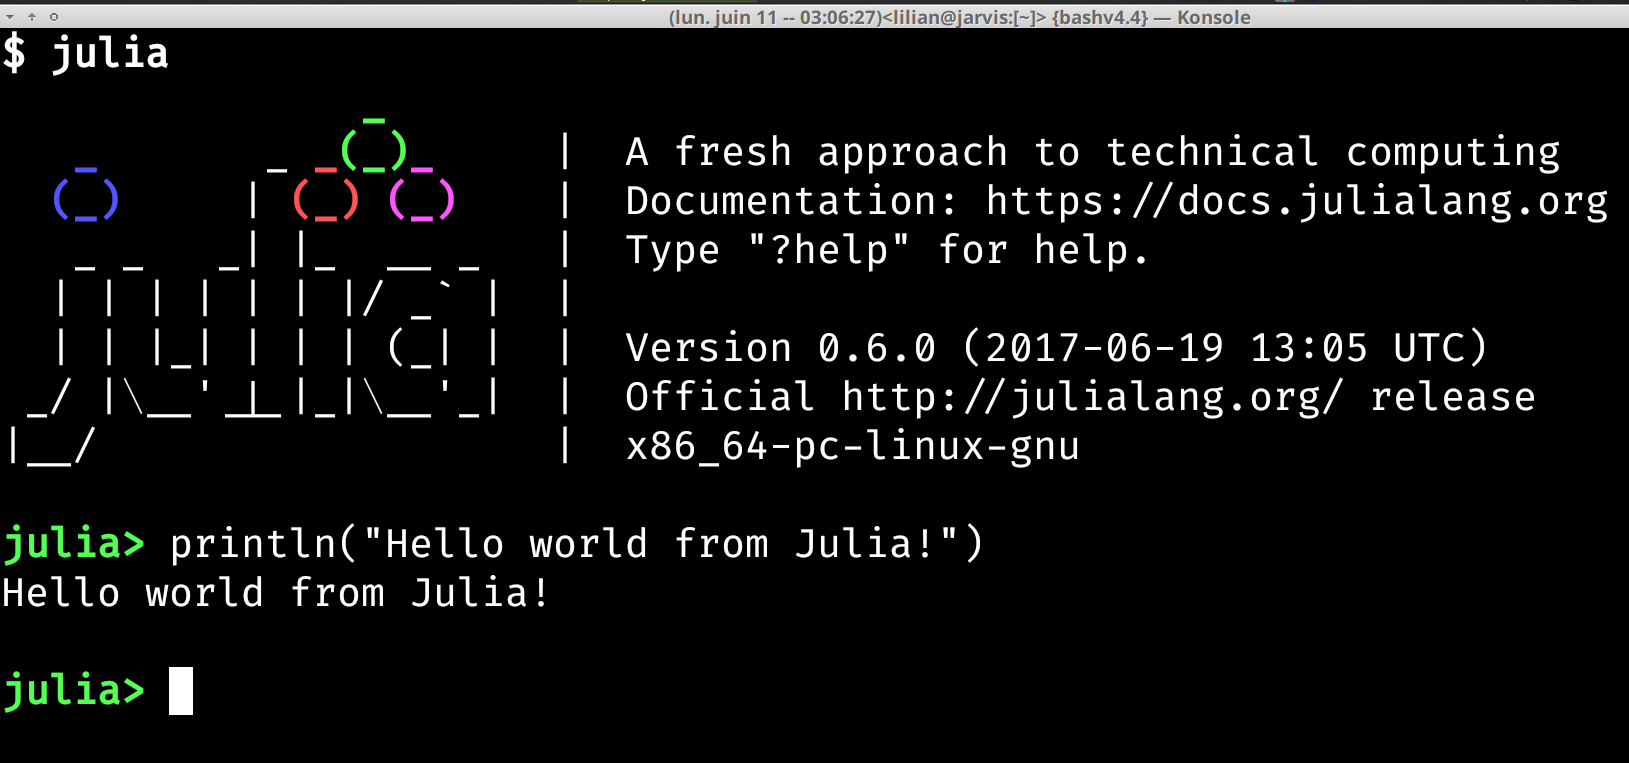 (lun. juin 11 -- 03:06:27)<lilian@jarvis:[~]> {bashv4.4} — Konsole
$ julia
               _
   _       _ _(_)_     |  A fresh approach to technical computing
  (_)     | (_) (_)    |  Documentation: https://docs.julialang.org
   _ _   _| |_  __ _   |  Type "?help" for help.
  | | | | | | |/ _` |  |
  | | |_| | | | (_| |  |  Version 0.6.0 (2017-06-19 13:05 UTC)
 _/ |\__'_|_|_|\__'_|  |  Official http://julialang.org/ release
|__/                   |  x86_64-pc-linux-gnu
julia> println("Hello world from Julia!")
Hello world from Julia!
julia>